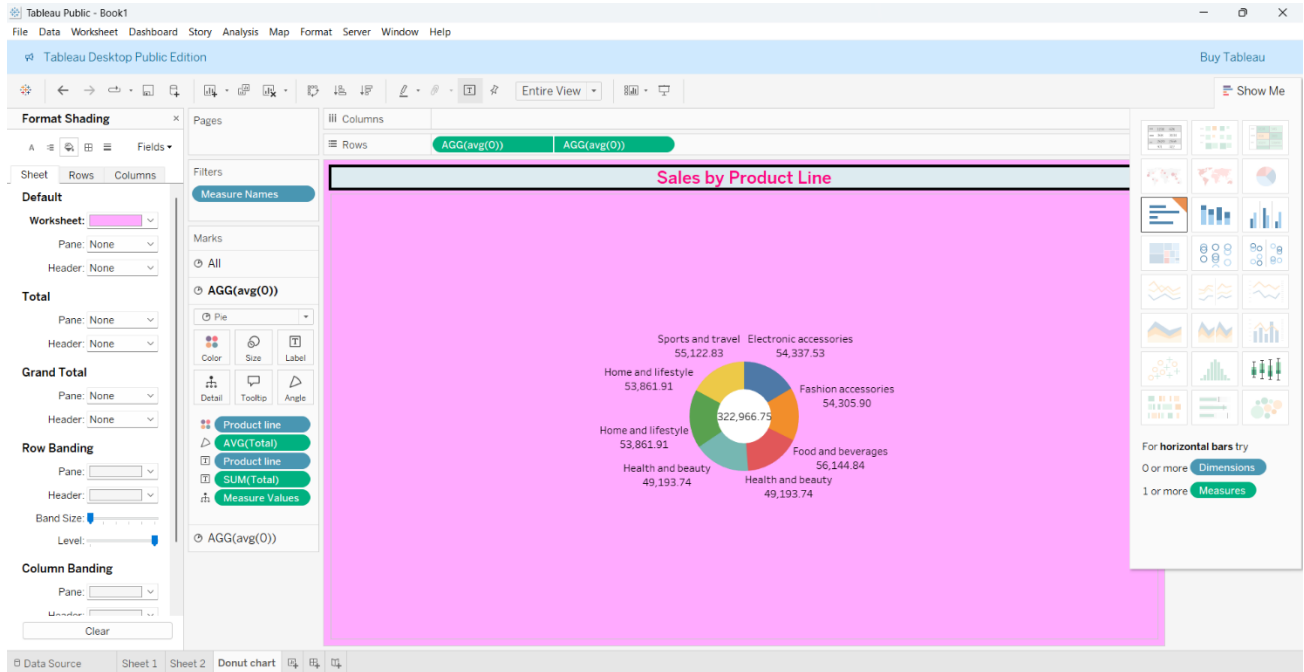 Tableau Public - Book1
File Data Worksheet Dashboard Story Analysis Map Format Server Window Help
Tableau Desktop Public Edition
Buy Tableau
Entire View
Show Me
Format Shading
Fields
Sheet Rows Columns
Default
Worksheet:
Pane: None
Header: None
Total
Pane: None
Header: None
Grand Total
Pane: None
Header: None
Row Banding
Pane:
Header:
Band Size:
Level:
Column Banding
Pane:
Header:
Clear
Pages
Filters
Measure Names
Marks
All
AGG(avg(0))
Pie
Color Size Label
Detail Tooltip Angle
Product line
AVG(Total)
Product line
SUM(Total)
Measure Values
AGG(avg(0))
Columns
Rows
AGG(avg(0)) AGG(avg(0))
Sales by Product Line
Sports and travel
55,122.83
Electronic accessories
54,337.53
Home and lifestyle
53,861.91
Fashion accessories
54,305.90
322,966.75
Home and lifestyle
53,861.91
Food and beverages
56,144.84
Health and beauty
49,193.74
Health and beauty
49,193.74
For horizontal bars try
0 or more Dimensions
1 or more Measures
Data Source Sheet 1 Sheet 2 Donut chart